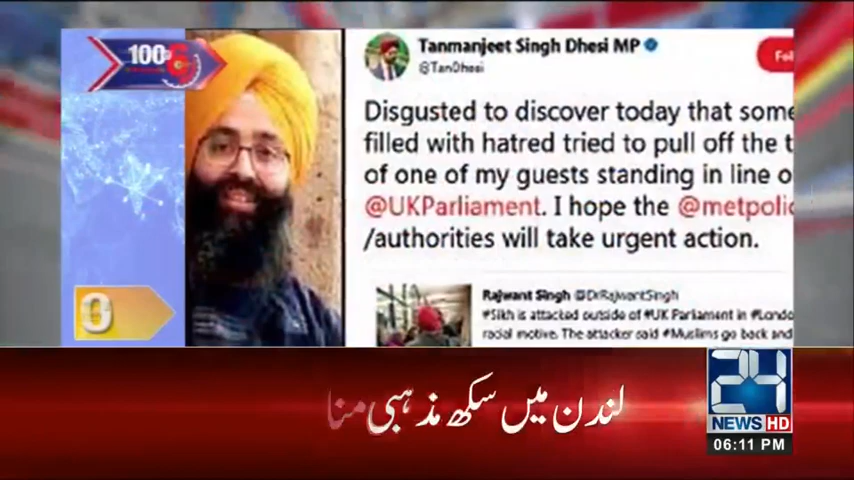 100
Tanmanjeet Singh Dhesi MP
@TanDhesi
Disgusted to discover today that some
filled with hatred tried to pull off the t
of one of my guests standing in line o
@UKParliament. I hope the @metpolic
/authorities will take urgent action.
Rajwant Singh @DrRajwantSingh
#Sikh is attacked outside of #UK Parliament in #Londo
racial motive. The attacker said #Muslims go back and
9
لندن میں سکھ مذہبی منا
24
NEWS HD
06:11 PM